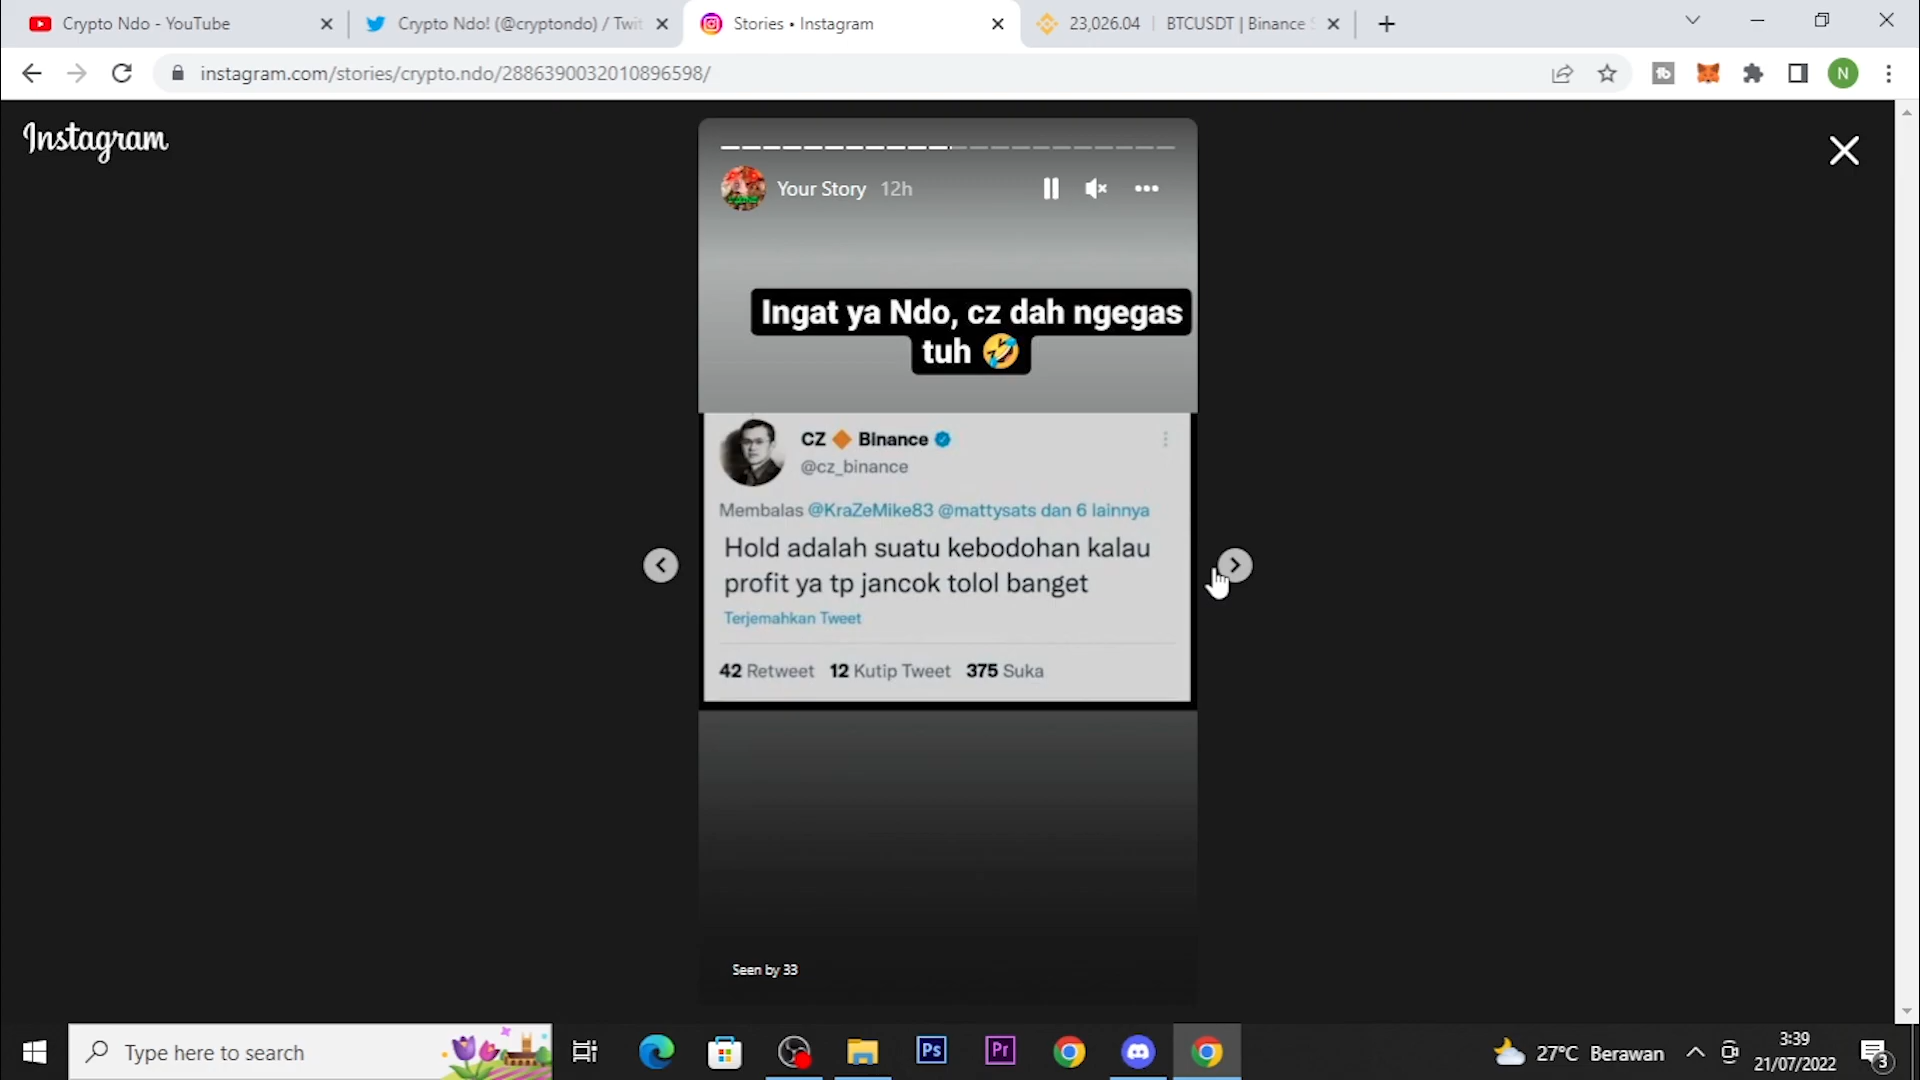 Crypto Ndo - YouTube
Crypto Ndo! (@cryptondo) / Twit
Stories • Instagram
23,026.04 | BTCUSDT | Binance S
instagram.com/stories/crypto.ndo/2886390032010896598/
N
Instagram
Your Story 12h
Ingat ya Ndo, cz dah ngegas
tuh 🤣
CZ 🔶 Binance
@cz_binance
Membalas @KraZeMike83 @mattysats dan 6 lainnya
Hold adalah suatu kebodohan kalau
profit ya tp jancok tolol banget
Terjemahkan Tweet
42 Retweet 12 Kutip Tweet 375 Suka
Seen by 33
Type here to search
Ps
Pr
27°C Berawan
3:39
21/07/2022
3